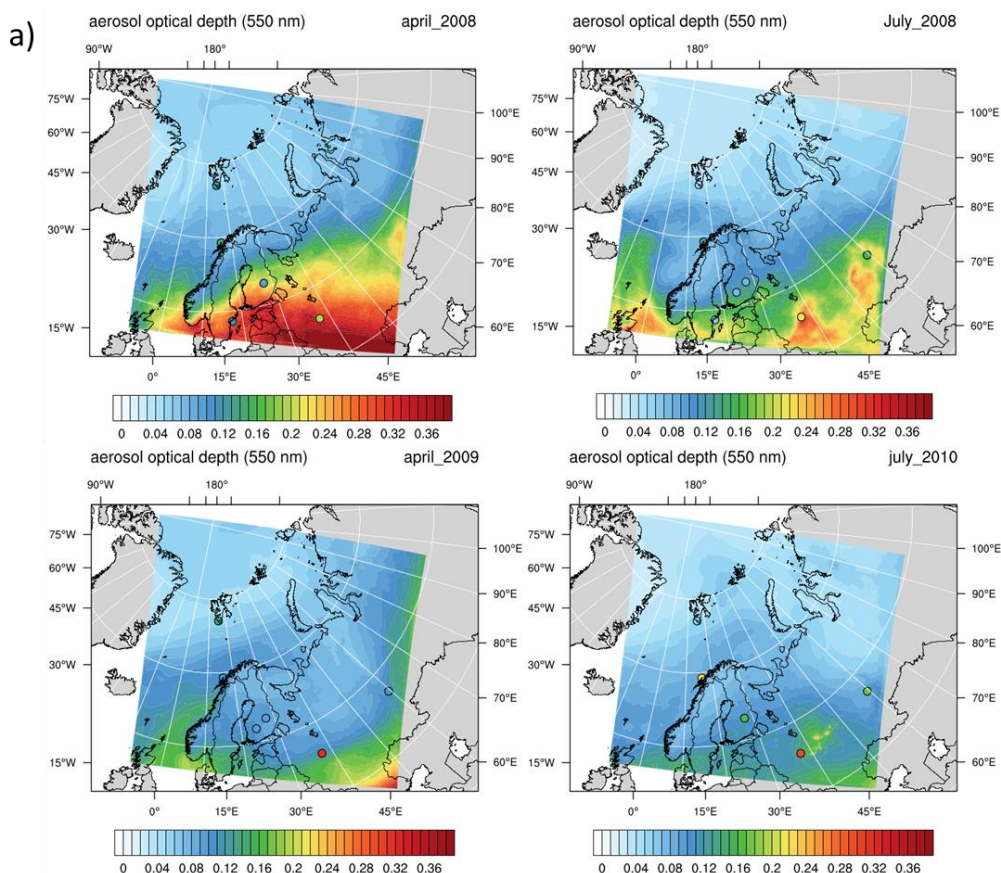 a)
aerosol optical depth (550 nm) april_2008
90°W 180°
75°W
60°W
45°W
30°W
15°W
100°E
90°E
80°E
70°E
60°E
0° 15°E 30°E 45°E
0 0.04 0.08 0.12 0.16 0.2 0.24 0.28 0.32 0.36
aerosol optical depth (550 nm) July_2008
90°W 180°
75°W
60°W
45°W
30°W
15°W
100°E
90°E
80°E
70°E
60°E
0° 15°E 30°E 45°E
0 0.04 0.08 0.12 0.16 0.2 0.24 0.28 0.32 0.36
aerosol optical depth (550 nm) april_2009
90°W 180°
75°W
60°W
45°W
30°W
15°W
100°E
90°E
80°E
70°E
60°E
0° 15°E 30°E 45°E
0 0.04 0.08 0.12 0.16 0.2 0.24 0.28 0.32 0.36
aerosol optical depth (550 nm) july_2010
90°W 180°
75°W
60°W
45°W
30°W
15°W
100°E
90°E
80°E
70°E
60°E
0° 15°E 30°E 45°E
0 0.04 0.08 0.12 0.16 0.2 0.24 0.28 0.32 0.36